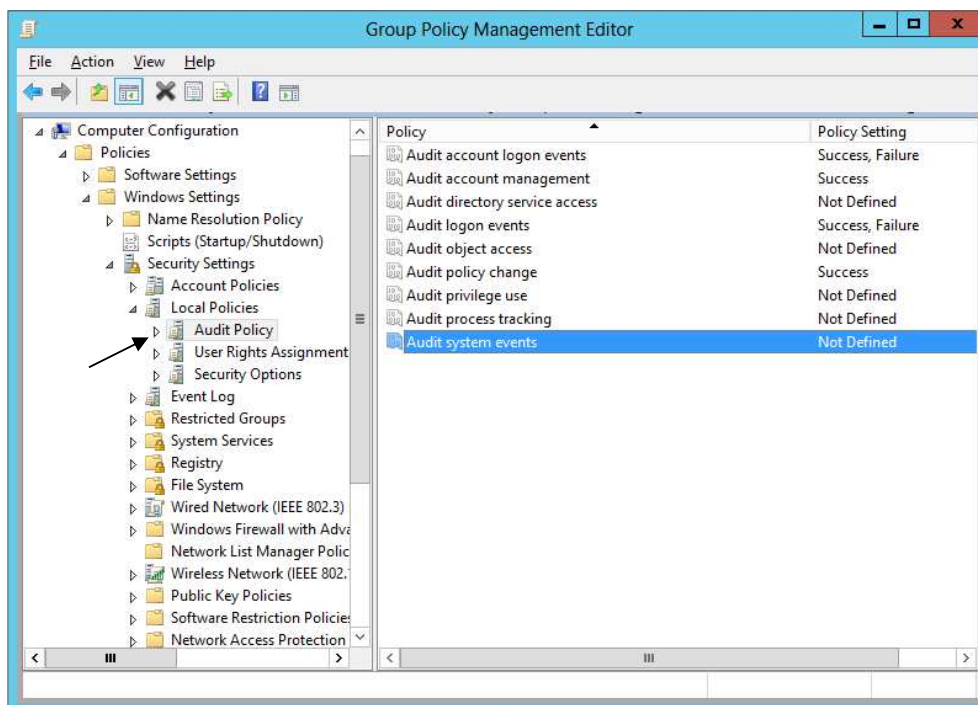 Group Policy Management Editor
File Action View Help
Computer Configuration
Policies
Software Settings
Windows Settings
Name Resolution Policy
Scripts (Startup/Shutdown)
Security Settings
Account Policies
Local Policies
Audit Policy
User Rights Assignment
Security Options
Event Log
Restricted Groups
System Services
Registry
File System
Wired Network (IEEE 802.3)
Windows Firewall with Adva
Network List Manager Polic
Wireless Network (IEEE 802.
Public Key Policies
Software Restriction Policie
Network Access Protection
Policy Policy Setting
Audit account logon events Success, Failure
Audit account management Success
Audit directory service access Not Defined
Audit logon events Success, Failure
Audit object access Not Defined
Audit policy change Success
Audit privilege use Not Defined
Audit process tracking Not Defined
Audit system events Not Defined